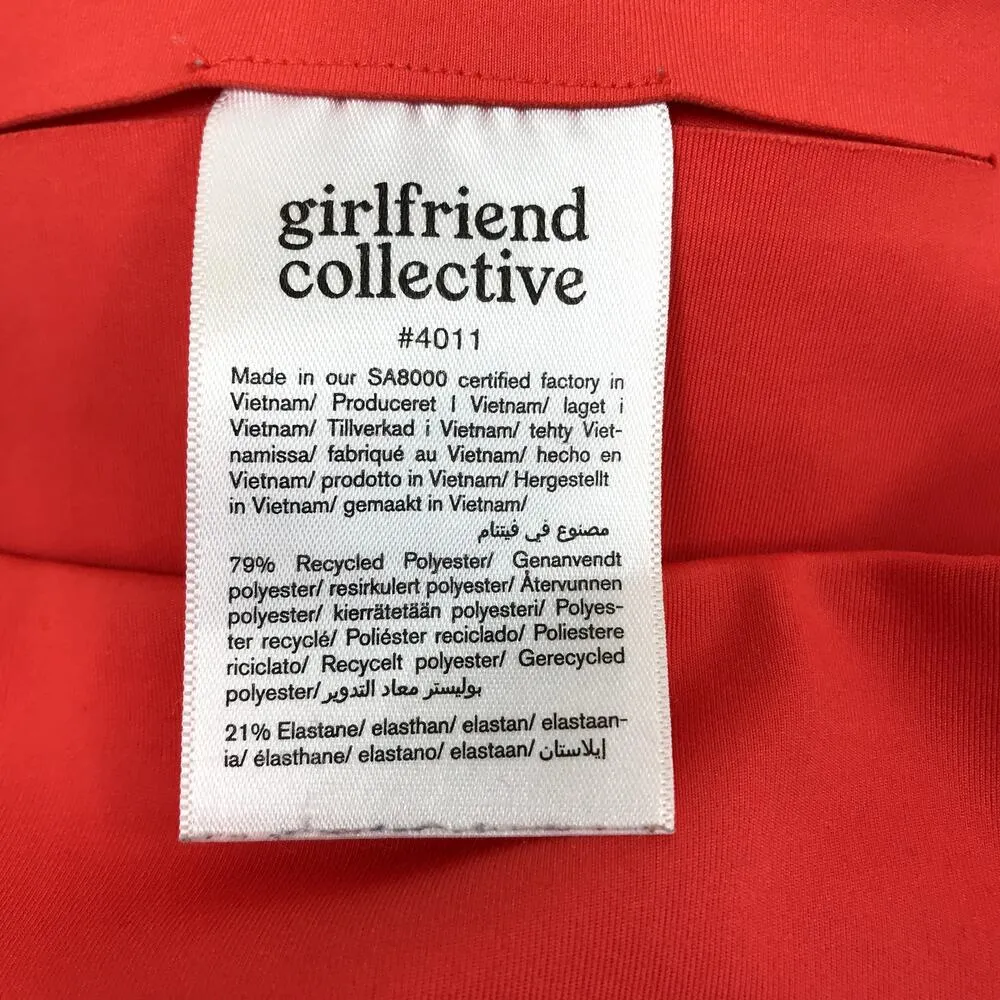 girlfriend
collective
#4011
Made in our SA8000 certified factory in
Vietnam/ Produceret I Vietnam/ laget i
Vietnam/ Tillverkad i Vietnam/ tehty Viet-
namissa/ fabriqué au Vietnam/ hecho en
Vietnam/ prodotto in Vietnam/ Hergestellt
in Vietnam/ gemaakt in Vietnam/
مصنوع في فيتنام
79% Recycled Polyester/ Genanvendt
polyester/ resirkulert polyester/ Återvunnen
polyester/ kierrätetään polyesteri/ Polyes-
ter recyclé/ Poliéster reciclado/ Poliestere
riciclato/ Recycelt polyester/ Gerecycled
polyester/ بوليستر معاد التدوير
21% Elastane/ elasthan/ elastan/ elastaan-
ia/ élasthane/ elastano/ elastaan/ إيلاستان